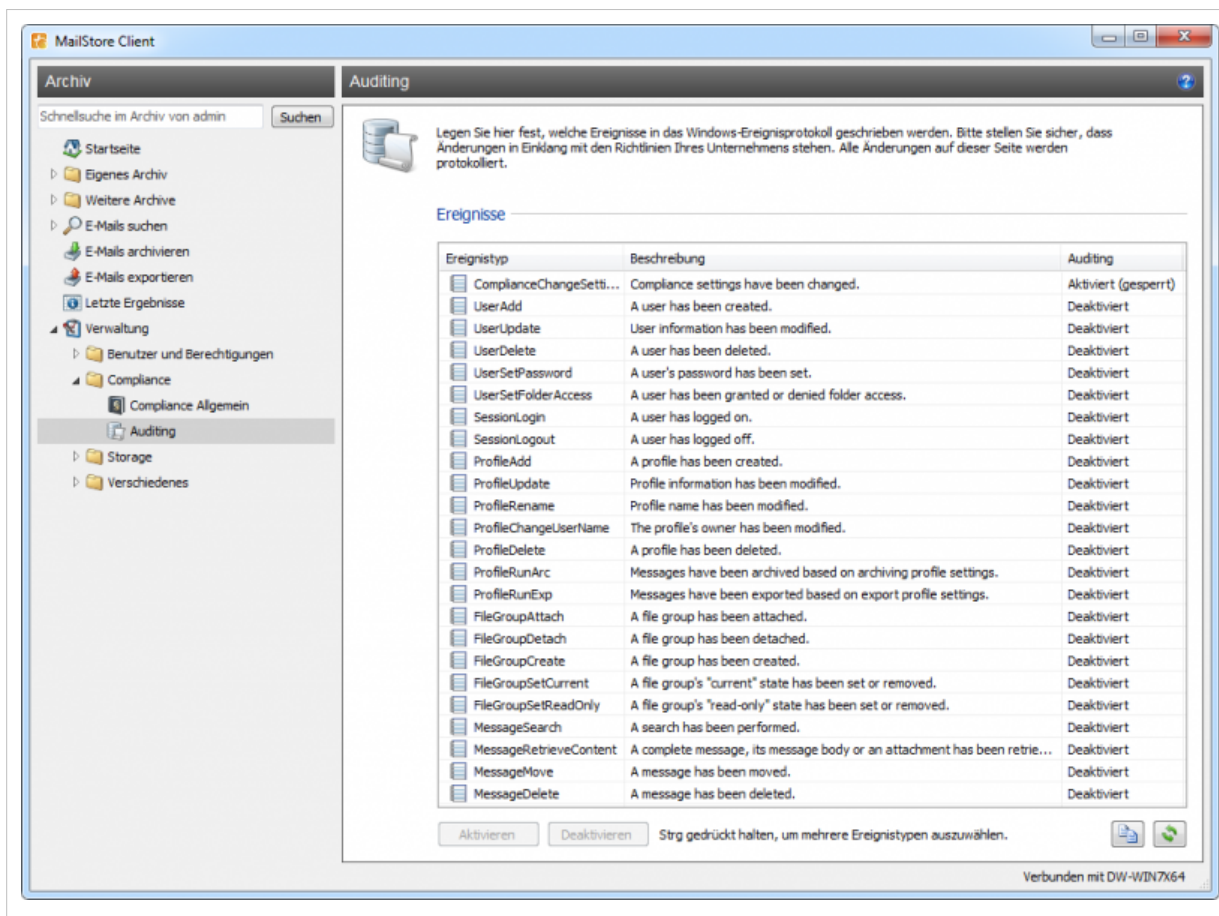 MailStore Client
Archiv
Auditing
Schnellsuche im Archiv von admin
Suchen
Startseite
Eigenes Archiv
Weitere Archive
E-Mails suchen
E-Mails archivieren
E-Mails exportieren
Letzte Ergebnisse
Verwaltung
Benutzer und Berechtigungen
Compliance
Compliance Allgemein
Auditing
Storage
Verschiedenes
Legen Sie hier fest, welche Ereignisse in das Windows-Ereignisprotokoll geschrieben werden. Bitte stellen Sie sicher, dass
Änderungen in Einklang mit den Richtlinien Ihres Unternehmens stehen. Alle Änderungen auf dieser Seite werden
protokolliert.
Ereignisse
Ereignistyp Beschreibung Auditing
ComplianceChangeSetti... Compliance settings have been changed. Aktiviert (gesperrt)
UserAdd A user has been created. Deaktiviert
UserUpdate User information has been modified. Deaktiviert
UserDelete A user has been deleted. Deaktiviert
UserSetPassword A user's password has been set. Deaktiviert
UserSetFolderAccess A user has been granted or denied folder access. Deaktiviert
SessionLogin A user has logged on. Deaktiviert
SessionLogout A user has logged off. Deaktiviert
ProfileAdd A profile has been created. Deaktiviert
ProfileUpdate Profile information has been modified. Deaktiviert
ProfileRename Profile name has been modified. Deaktiviert
ProfileChangeUserName The profile's owner has been modified. Deaktiviert
ProfileDelete A profile has been deleted. Deaktiviert
ProfileRunArc Messages have been archived based on archiving profile settings. Deaktiviert
ProfileRunExp Messages have been exported based on export profile settings. Deaktiviert
FileGroupAttach A file group has been attached. Deaktiviert
FileGroupDetach A file group has been detached. Deaktiviert
FileGroupCreate A file group has been created. Deaktiviert
FileGroupSetCurrent A file group's "current" state has been set or removed. Deaktiviert
FileGroupSetReadOnly A file group's "read-only" state has been set or removed. Deaktiviert
MessageSearch A search has been performed. Deaktiviert
MessageRetrieveContent A complete message, its message body or an attachment has been retrie... Deaktiviert
MessageMove A message has been moved. Deaktiviert
MessageDelete A message has been deleted. Deaktiviert
Aktivieren Deaktivieren Strg gedrückt halten, um mehrere Ereignistypen auszuwählen.
Verbunden mit DW-WIN7X64